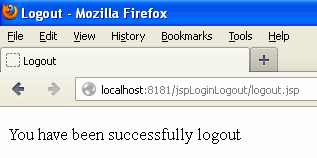 Logout - Mozilla Firefox
File Edit View History Bookmarks Tools Help
Logout
localhost:8181/jspLoginLogout/logout.jsp
You have been successfully logout